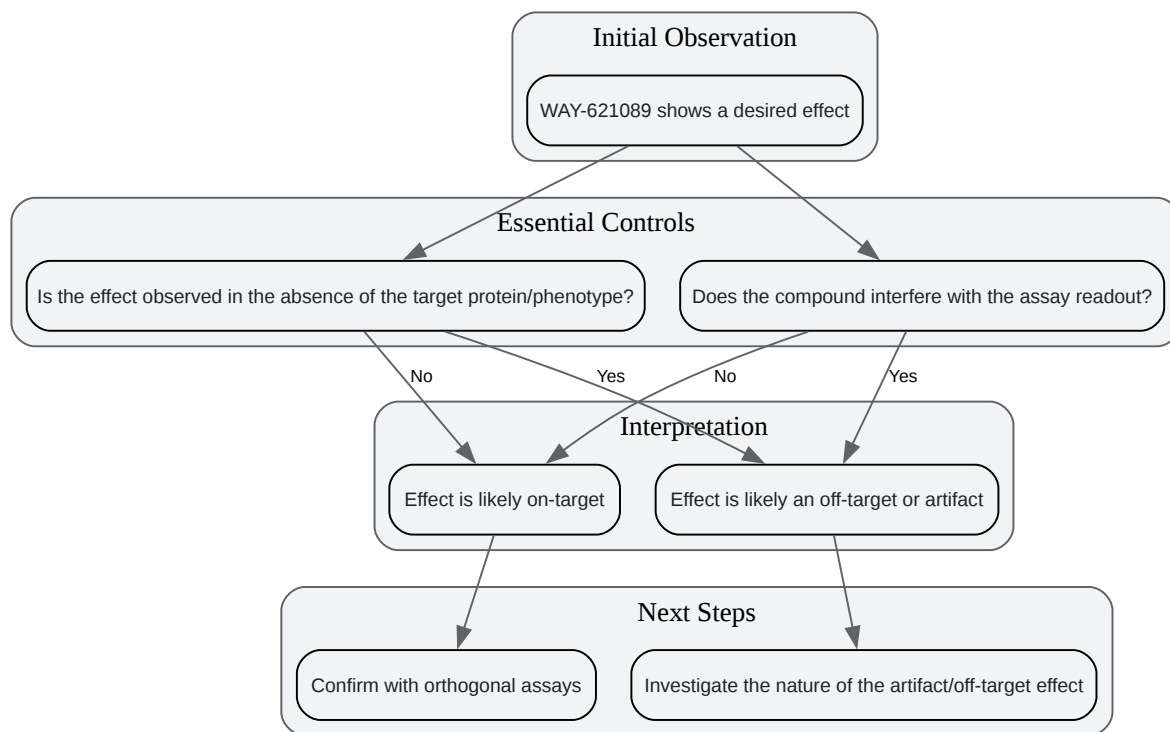 Initial Observation
WAY-621089 shows a desired effect
Essential Controls
Is the effect observed in the absence of the target protein/phenotype?
Does the compound interfere with the assay readout?
No
Yes
No
Yes
Interpretation
Effect is likely on-target
Effect is likely an off-target or artifact
Next Steps
Confirm with orthogonal assays
Investigate the nature of the artifact/off-target effect